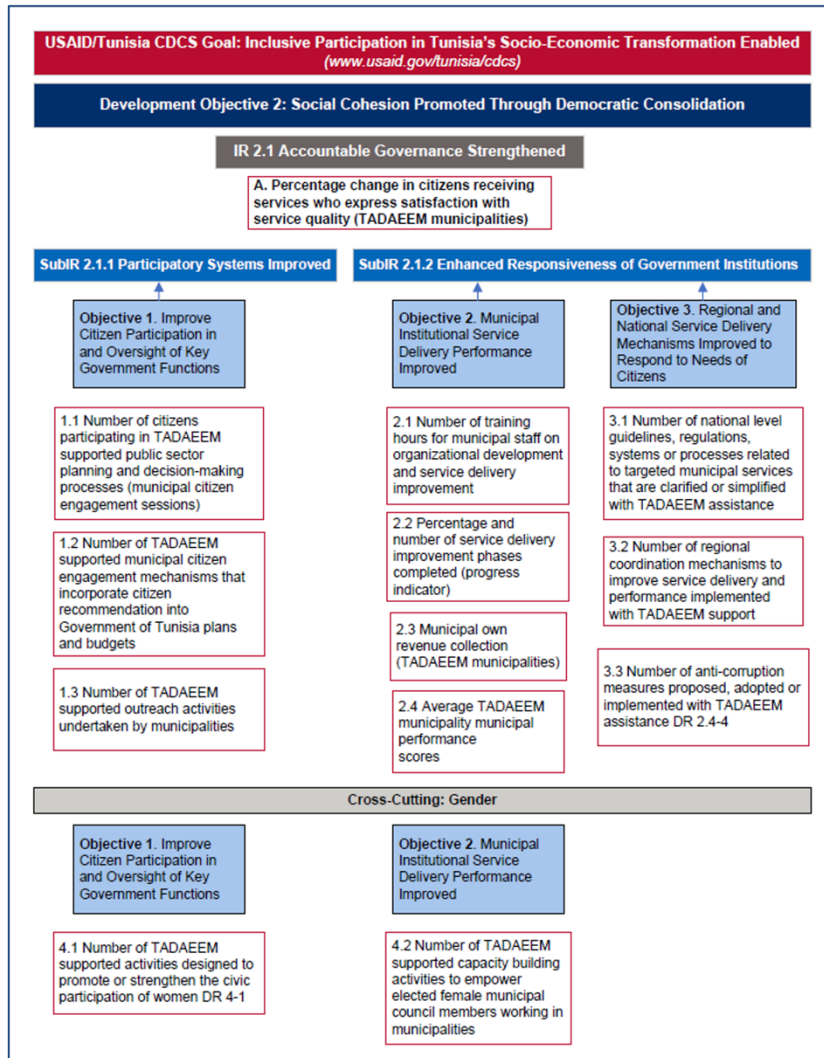 USAID/Tunisia CDCS Goal: Inclusive Participation in Tunisia's Socio-Economic Transformation Enabled
(www.usaid.gov/tunisia/cdcs)
Development Objective 2: Social Cohesion Promoted Through Democratic Consolidation
IR 2.1 Accountable Governance Strengthened
A. Percentage change in citizens receiving
services who express satisfaction with
service quality (TADAEEM municipalities)
SubIR 2.1.1 Participatory Systems Improved
SubIR 2.1.2 Enhanced Responsiveness of Government Institutions
Objective 1. Improve
Citizen Participation in
and Oversight of Key
Government Functions
Objective 2. Municipal
Institutional Service
Delivery Performance
Improved
Objective 3. Regional and
National Service Delivery
Mechanisms Improved to
Respond to Needs of
Citizens
1.1 Number of citizens
participating in TADAEEM
supported public sector
planning and decision-making
processes (municipal citizen
engagement sessions)
1.2 Number of TADAEEM
supported municipal citizen
engagement mechanisms that
incorporate citizen
recommendation into
Government of Tunisia plans
and budgets
1.3 Number of TADAEEM
supported outreach activities
undertaken by municipalities
2.1 Number of training
hours for municipal staff on
organizational development
and service delivery
improvement
2.2 Percentage and
number of service delivery
improvement phases
completed (progress
indicator)
2.3 Municipal own
revenue collection
(TADAEEM municipalities)
2.4 Average TADAEEM
municipality municipal
performance
scores
3.1 Number of national level
guidelines, regulations,
systems or processes related
to targeted municipal services
that are clarified or simplified
with TADAEEM assistance
3.2 Number of regional
coordination mechanisms to
improve service delivery and
performance implemented
with TADAEEM support
3.3 Number of anti-corruption
measures proposed, adopted or
implemented with TADAEEM
assistance DR 2.4-4
Cross-Cutting: Gender
Objective 1. Improve
Citizen Participation in
and Oversight of Key
Government Functions
Objective 2. Municipal
Institutional Service
Delivery Performance
Improved
4.1 Number of TADAEEM
supported activities designed to
promote or strengthen the civic
participation of women DR 4-1
4.2 Number of TADAEEM
supported capacity building
activities to empower
elected female municipal
council members working in
municipalities